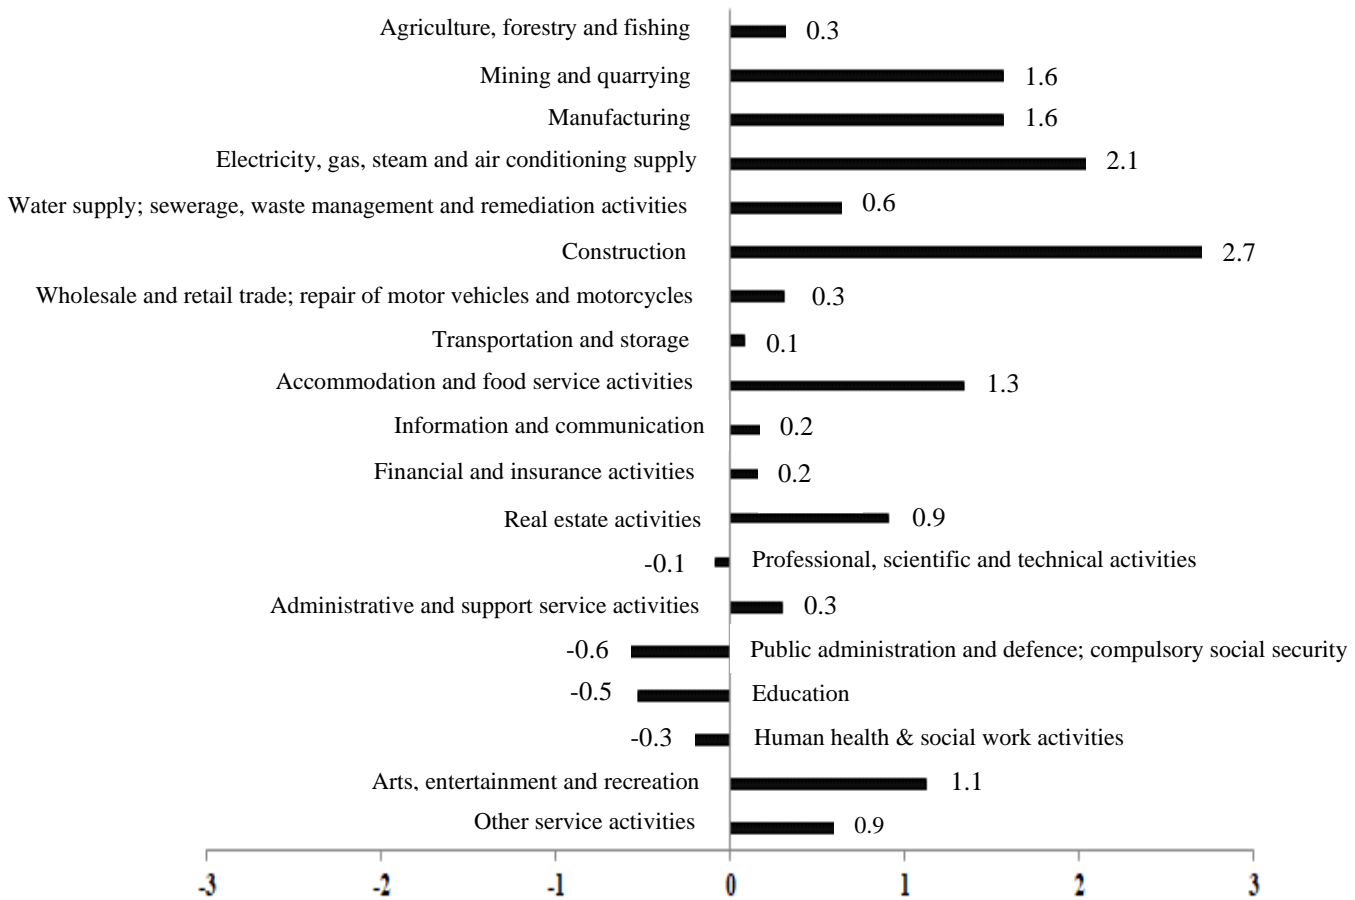 Agriculture, forestry and fishing 0.3
Mining and quarrying 1.6
Manufacturing 1.6
Electricity, gas, steam and air conditioning supply 2.1
Water supply; sewerage, waste management and remediation activities 0.6
Construction 2.7
Wholesale and retail trade; repair of motor vehicles and motorcycles 0.3
Transportation and storage 0.1
Accommodation and food service activities 1.3
Information and communication 0.2
Financial and insurance activities 0.2
Real estate activities 0.9
-0.1 Professional, scientific and technical activities
Administrative and support service activities 0.3
-0.6 Public administration and defence; compulsory social security
-0.5 Education
-0.3 Human health & social work activities
Arts, entertainment and recreation 1.1
Other service activities 0.9
-3 -2 -1 0 1 2 3